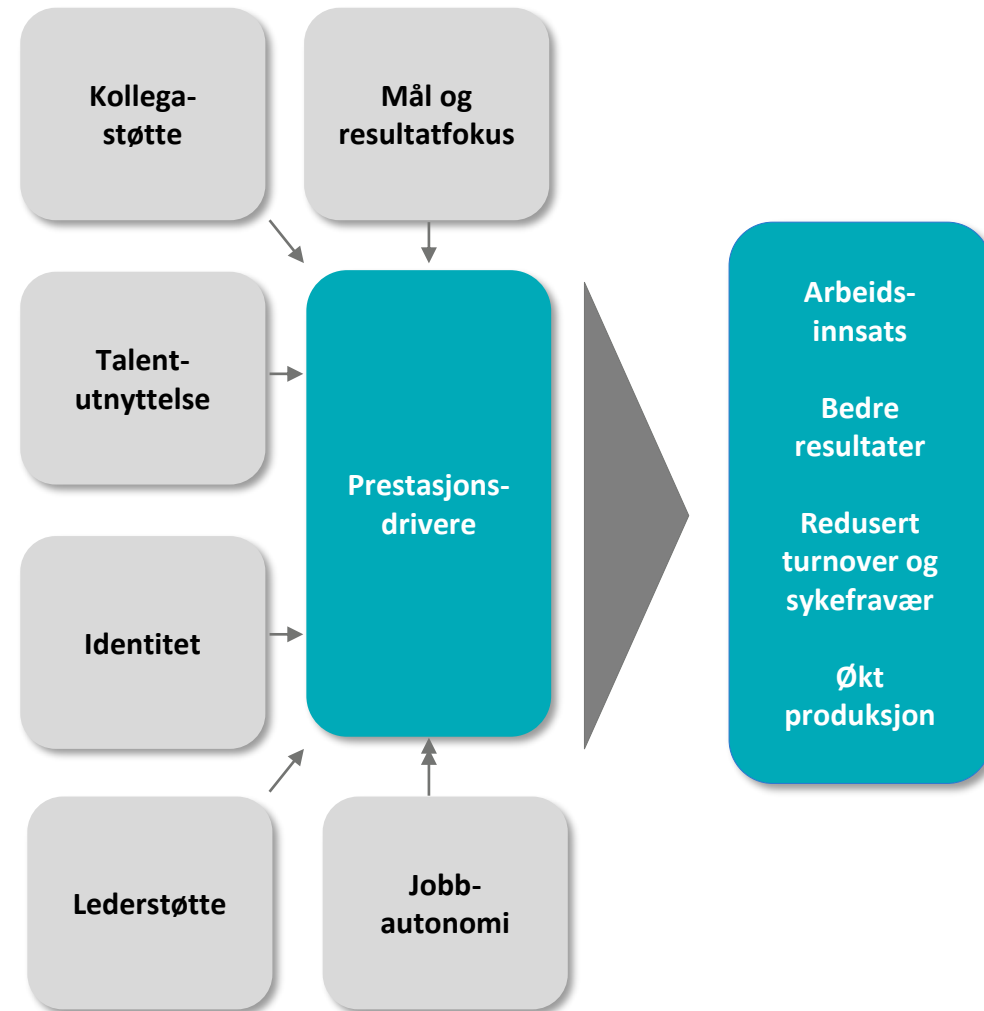 Kollega-
støtte
Mål og
resultatfokus
Talent-
utnyttelse
Identitet
Lederstøtte
Jobb-
autonomi
Prestasjons-
drivere
Arbeids-
innsats
Bedre
resultater
Redusert
turnover og
sykefravær
Økt
produksjon